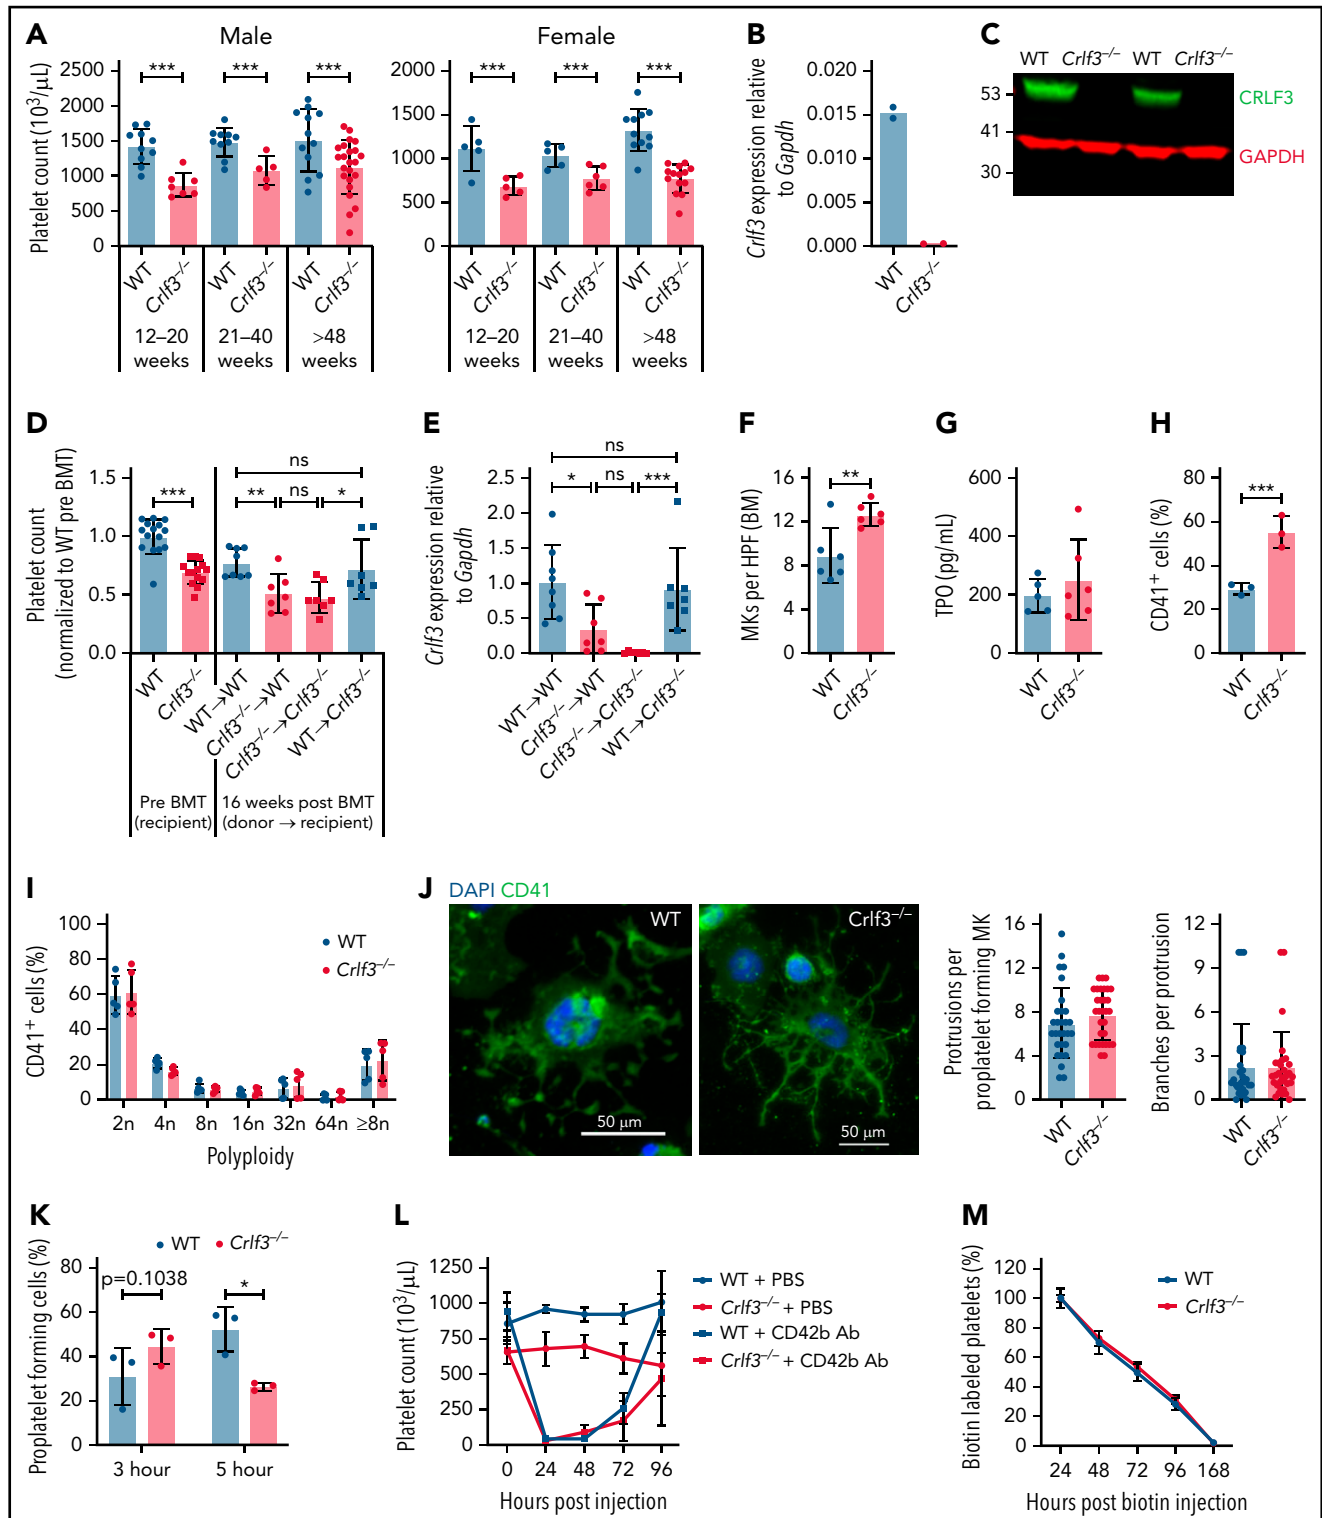 A
Male
Female
Platelet count (10³/μL)
2500
2000
1500
1000
500
0
***
***
***
WT
Crlf3⁻/⁻
WT
Crlf3⁻/⁻
WT
Crlf3⁻/⁻
12–20
weeks
21–40
weeks
>48
weeks
2000
1500
1000
500
0
***
***
***
WT
Crlf3⁻/⁻
WT
Crlf3⁻/⁻
WT
Crlf3⁻/⁻
12–20
weeks
21–40
weeks
>48
weeks
B
Crlf3 expression relative
to Gapdh
0.020
0.015
0.010
0.005
0.000
WT
Crlf3⁻/⁻
C
WT Crlf3⁻/⁻ WT Crlf3⁻/⁻
53
41
30
CRLF3
GAPDH
D
Platelet count
(normalized to WT pre BMT)
1.5
1.0
0.5
0.0
ns
***
**
ns
*
WT
Crlf3⁻/⁻
WT→WT
Crlf3⁻/⁻→WT
Crlf3⁻/⁻→Crlf3⁻/⁻
WT→Crlf3⁻/⁻
Pre BMT
(recipient)
16 weeks post BMT
(donor → recipient)
E
Crlf3 expression relative
to Gapdh
2.5
2.0
1.5
1.0
0.5
0.0
ns
*
ns
***
WT→WT
Crlf3⁻/⁻→WT
Crlf3⁻/⁻→Crlf3⁻/⁻
WT→Crlf3⁻/⁻
F
MKs per HPF (BM)
16
12
8
4
0
**
WT
Crlf3⁻/⁻
G
TPO (pg/mL)
600
400
200
0
WT
Crlf3⁻/⁻
H
CD41⁺ cells (%)
80
60
40
20
0
***
WT
Crlf3⁻/⁻
I
CD41⁺ cells (%)
100
80
60
40
20
0
WT
Crlf3⁻/⁻
2n 4n 8n 16n 32n 64n ≥8n
Polyploidy
J
DAPI CD41
WT
50 μm
Crlf3⁻/⁻
50 μm
Protrusions per
proplatelet forming MK
16
12
8
4
0
WT
Crlf3⁻/⁻
Branches per protrusion
12
9
6
3
0
WT
Crlf3⁻/⁻
K
WT Crlf3⁻/⁻
Proplatelet forming cells (%)
80
60
40
20
0
p=0.1038
*
3 hour 5 hour
L
Platelet count (10³/μL)
1250
1000
750
500
250
0
0 24 48 72 96
Hours post injection
WT + PBS
Crlf3⁻/⁻ + PBS
WT + CD42b Ab
Crlf3⁻/⁻ + CD42b Ab
M
Biotin labeled platelets (%)
120
100
80
60
40
20
0
WT
Crlf3⁻/⁻
24 48 72 96 168
Hours post biotin injection